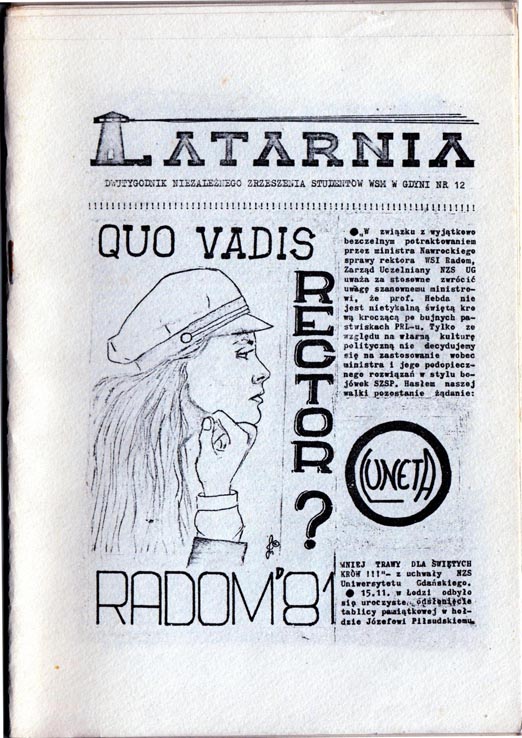 LATARNIA
DWUTYGODNIK NIEZALEŻNEGO ZRZESZENIA STUDENTÓW WSM W GDYNI NR 12
QUO VADIS
RECTOR?
RADOM'81
● „W związku z wyjątkowo
bezczelnym potraktowaniem
przez ministra Nawrockiego
sprawy rektora WSI Radom,
Zarząd Uczelniany NZS UG
uważa za stosowne zwrócić
uwagę szanownemu ministro-
wi, że prof. Hebda nie
jest nietykalną świętą kro
wą kroczącą po bujnych pa-
stwiskach PRL-u. Tylko ze
względu na własną kulturę
polityczną nie decydujemy
się na zastosowanie wobec
ministra i jego podopiecz-
nego rozwiązań w stylu bo-
jówek SZSP. Hasłem naszej
walki pozostanie żądanie:
LUNETA
MNIEJ TRAWY DLA ŚWIĘTYCH
KRÓW !!!"- z uchwały NZS
Uniwersytetu Gdańskiego.
● 15.11. w Łodzi odbyło
się uroczyste odsłonięcie
tablicy pamiątkowej w hoł-
dzie Józefowi Piłsudskiemu.